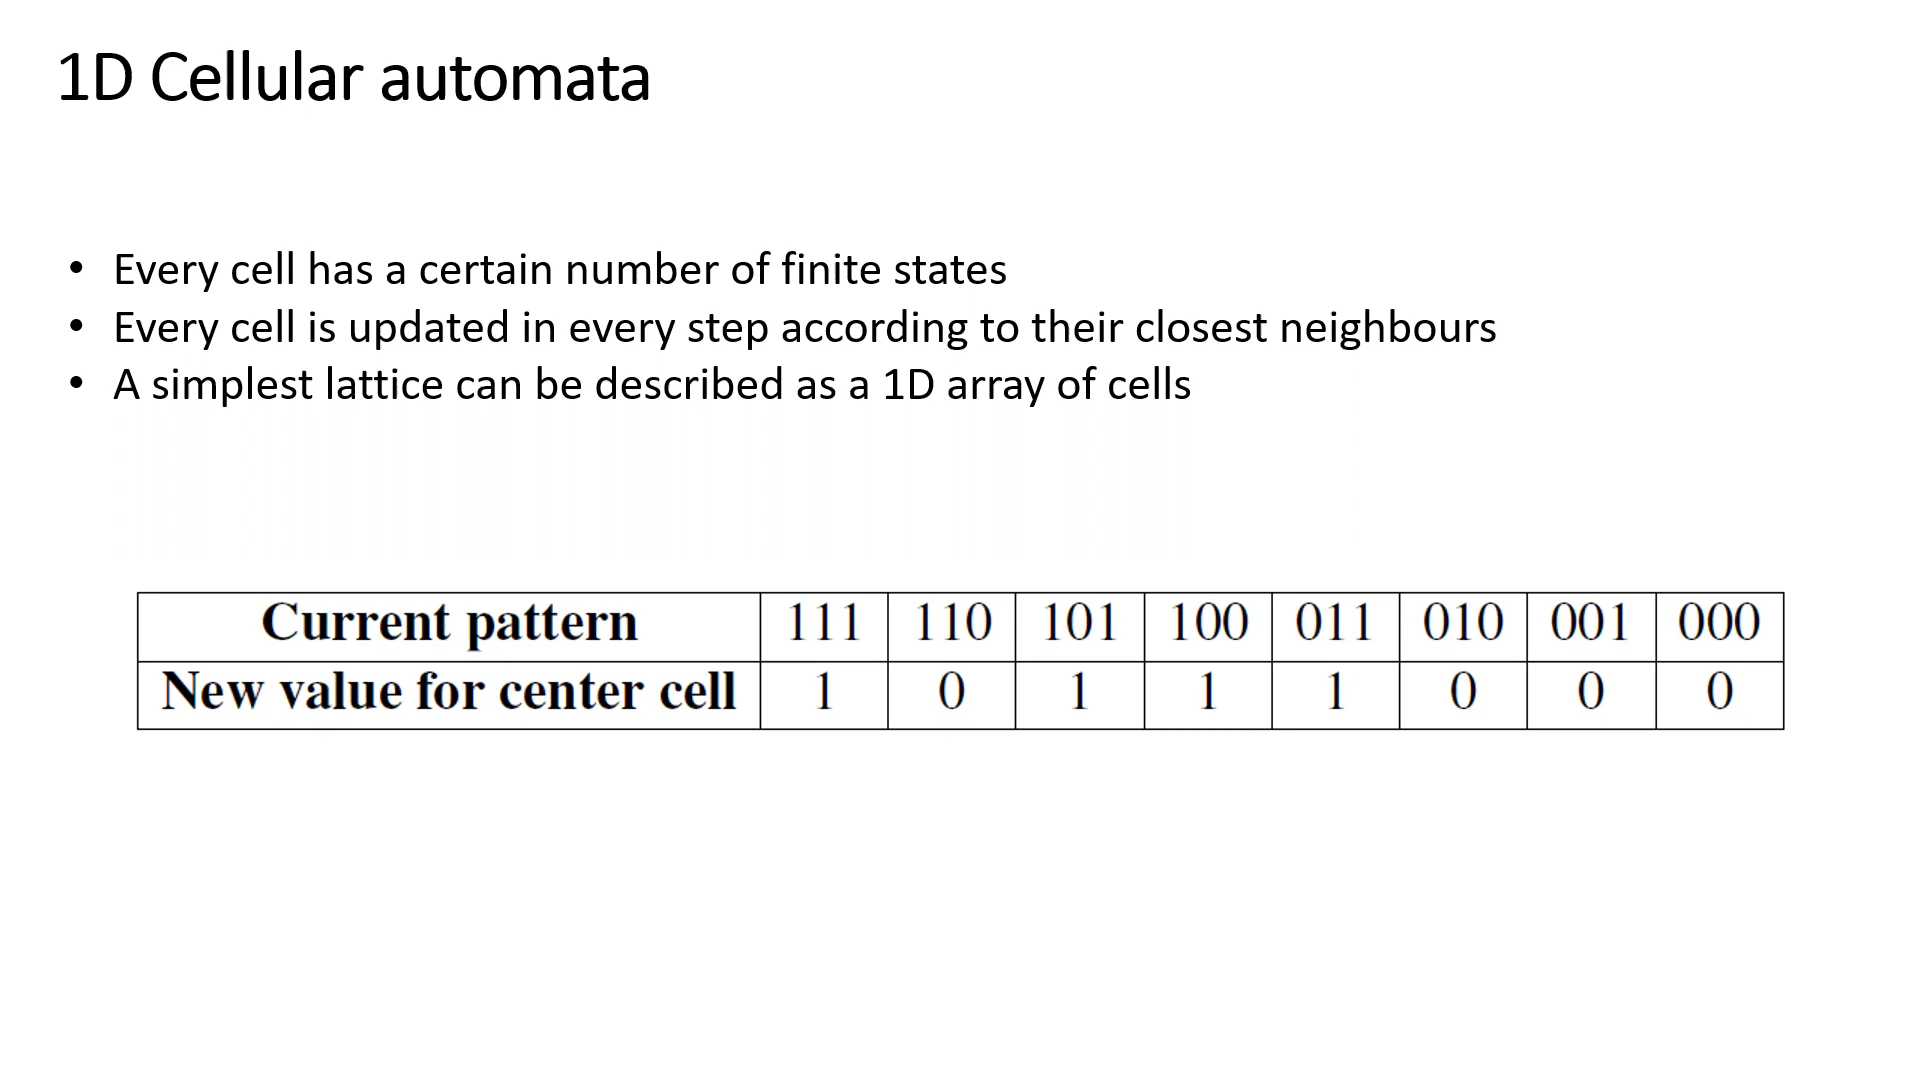 1D Cellular automata
• Every cell has a certain number of finite states
• Every cell is updated in every step according to their closest neighbours
• A simplest lattice can be described as a 1D array of cells
Current pattern 111 110 101 100 011 010 001 000
New value for center cell 1 0 1 1 1 0 0 0